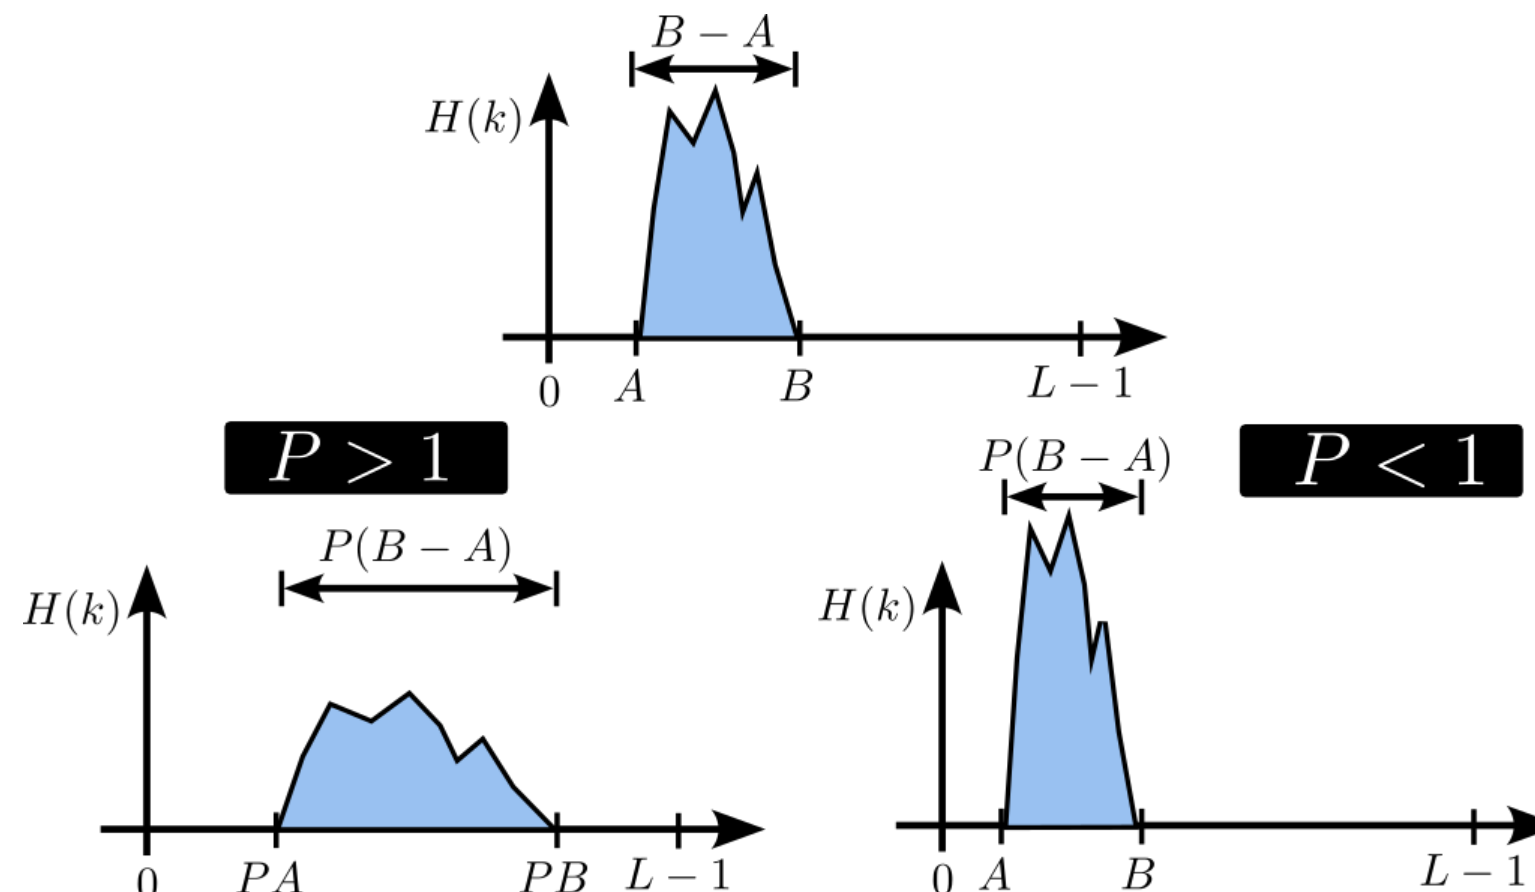 B − A
H(k)
0 A B L − 1
P > 1
P(B − A)
P < 1
P(B − A)
H(k)
0 PA PB L − 1
H(k)
0 A B L − 1